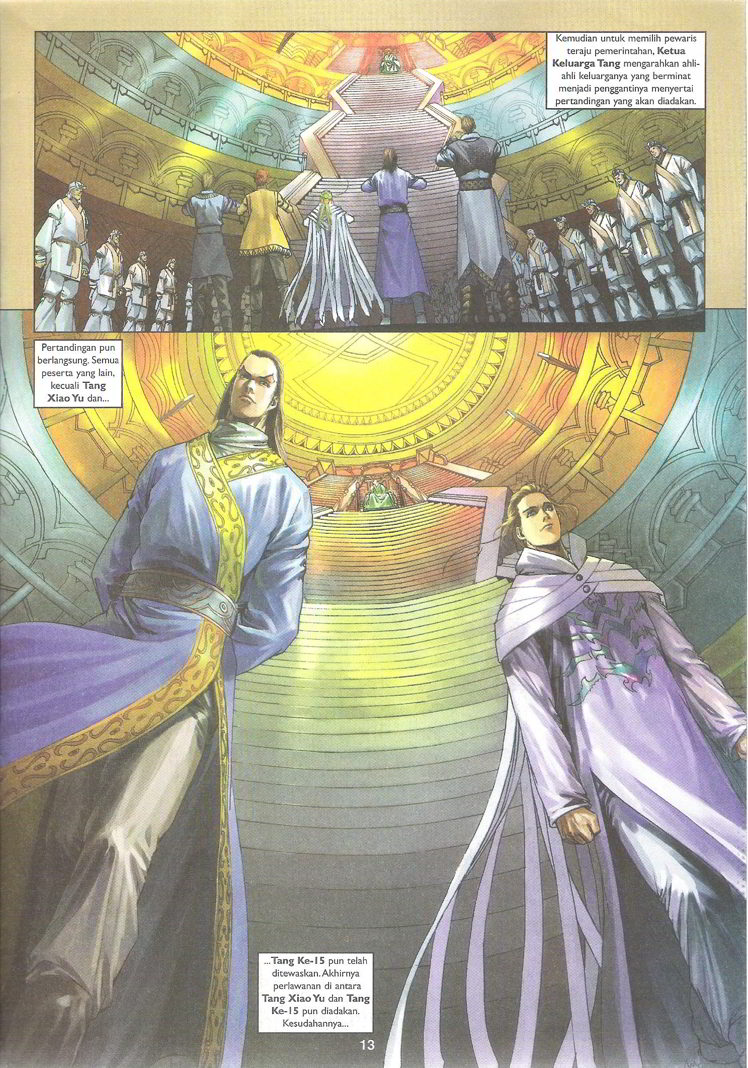 Kemudian untuk memilih pewaris
teraju pemerintahan, Ketua
Keluarga Tang mengarahkan ahli-
ahli keluarganya yang berminat
menjadi penggantinya menyertai
pertandingan yang akan diadakan.
Pertandingan pun
berlangsung. Semua
peserta yang lain,
kecuali Tang
Xiao Yu dan...
...Tang Ke-15 pun telah
ditewaskan. Akhirnya
perlawanan di antara
Tang Xiao Yu dan Tang
Ke-15 pun diadakan.
Kesudahannya...
13